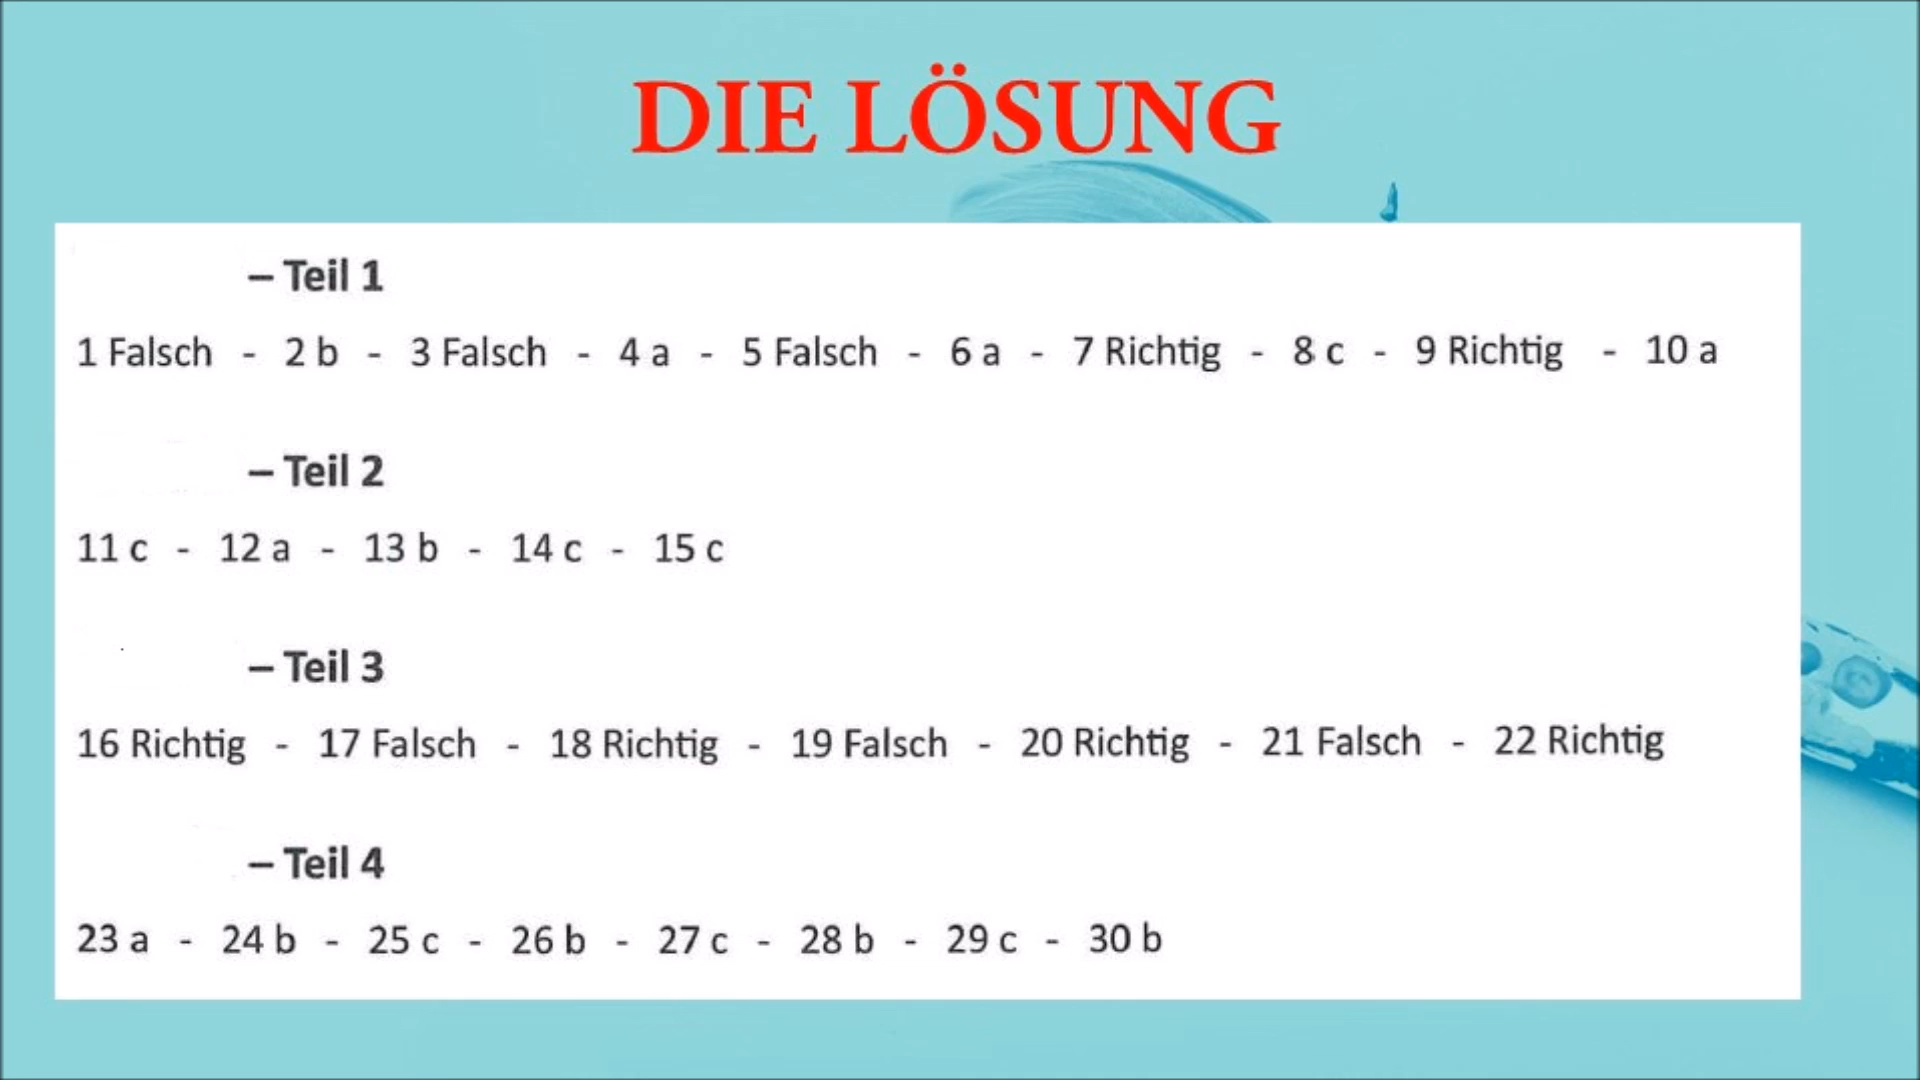 DIE LÖSUNG
– Teil 1
1 Falsch - 2 b - 3 Falsch - 4 a - 5 Falsch - 6 a - 7 Richtig - 8 c - 9 Richtig - 10 a
– Teil 2
11 c - 12 a - 13 b - 14 c - 15 c
– Teil 3
16 Richtig - 17 Falsch - 18 Richtig - 19 Falsch - 20 Richtig - 21 Falsch - 22 Richtig
– Teil 4
23 a - 24 b - 25 c - 26 b - 27 c - 28 b - 29 c - 30 b